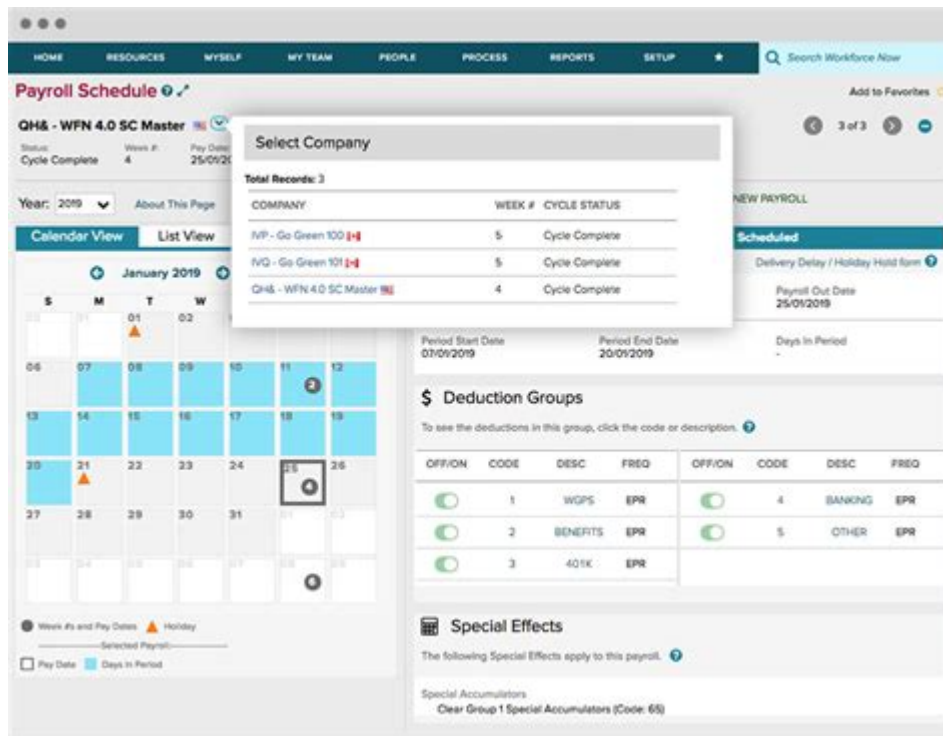 HOME RESOURCES MYSELF MY TEAM PEOPLE PROCESS REPORTS SETUP Search Workforce Now
Payroll Schedule
Add to Favorites
QH& - WFN 4.0 SC Master
3 of 3
Status: Week #: Pay Date
Cycle Complete 4 25/01/20
Select Company
Total Records: 3
COMPANY WEEK # CYCLE STATUS
IVP - Go Green 100 5 Cycle Complete
IVQ - Go Green 101 5 Cycle Complete
QH& - WFN 4.0 SC Master 4 Cycle Complete
Year: 2019 About This Page
NEW PAYROLL
Calendar View List View
Scheduled
January 2019
Delivery Delay / Holiday Hold form
Payroll Out Date
25/01/2019
S M T W
31 01 02
Period Start Date Period End Date Days In Period
07/01/2019 20/01/2019 -
06 07 08 09 10 11 12
2
13 14 15 16 17 18 19
20 21 22 23 24 25 26
4
27 28 29 30 31
6
Week #s and Pay Dates Holiday
Selected Payroll:
Pay Date Days in Period
$ Deduction Groups
To see the deductions in this group, click the code or description.
OFF/ON CODE DESC FREQ OFF/ON CODE DESC FREQ
1 WGPS EPR 4 BANKING EPR
2 BENEFITS EPR 5 OTHER EPR
3 401K EPR
Special Effects
The following Special Effects apply to this payroll.
Special Accumulators
Clear Group 1 Special Accumulators (Code: 65)